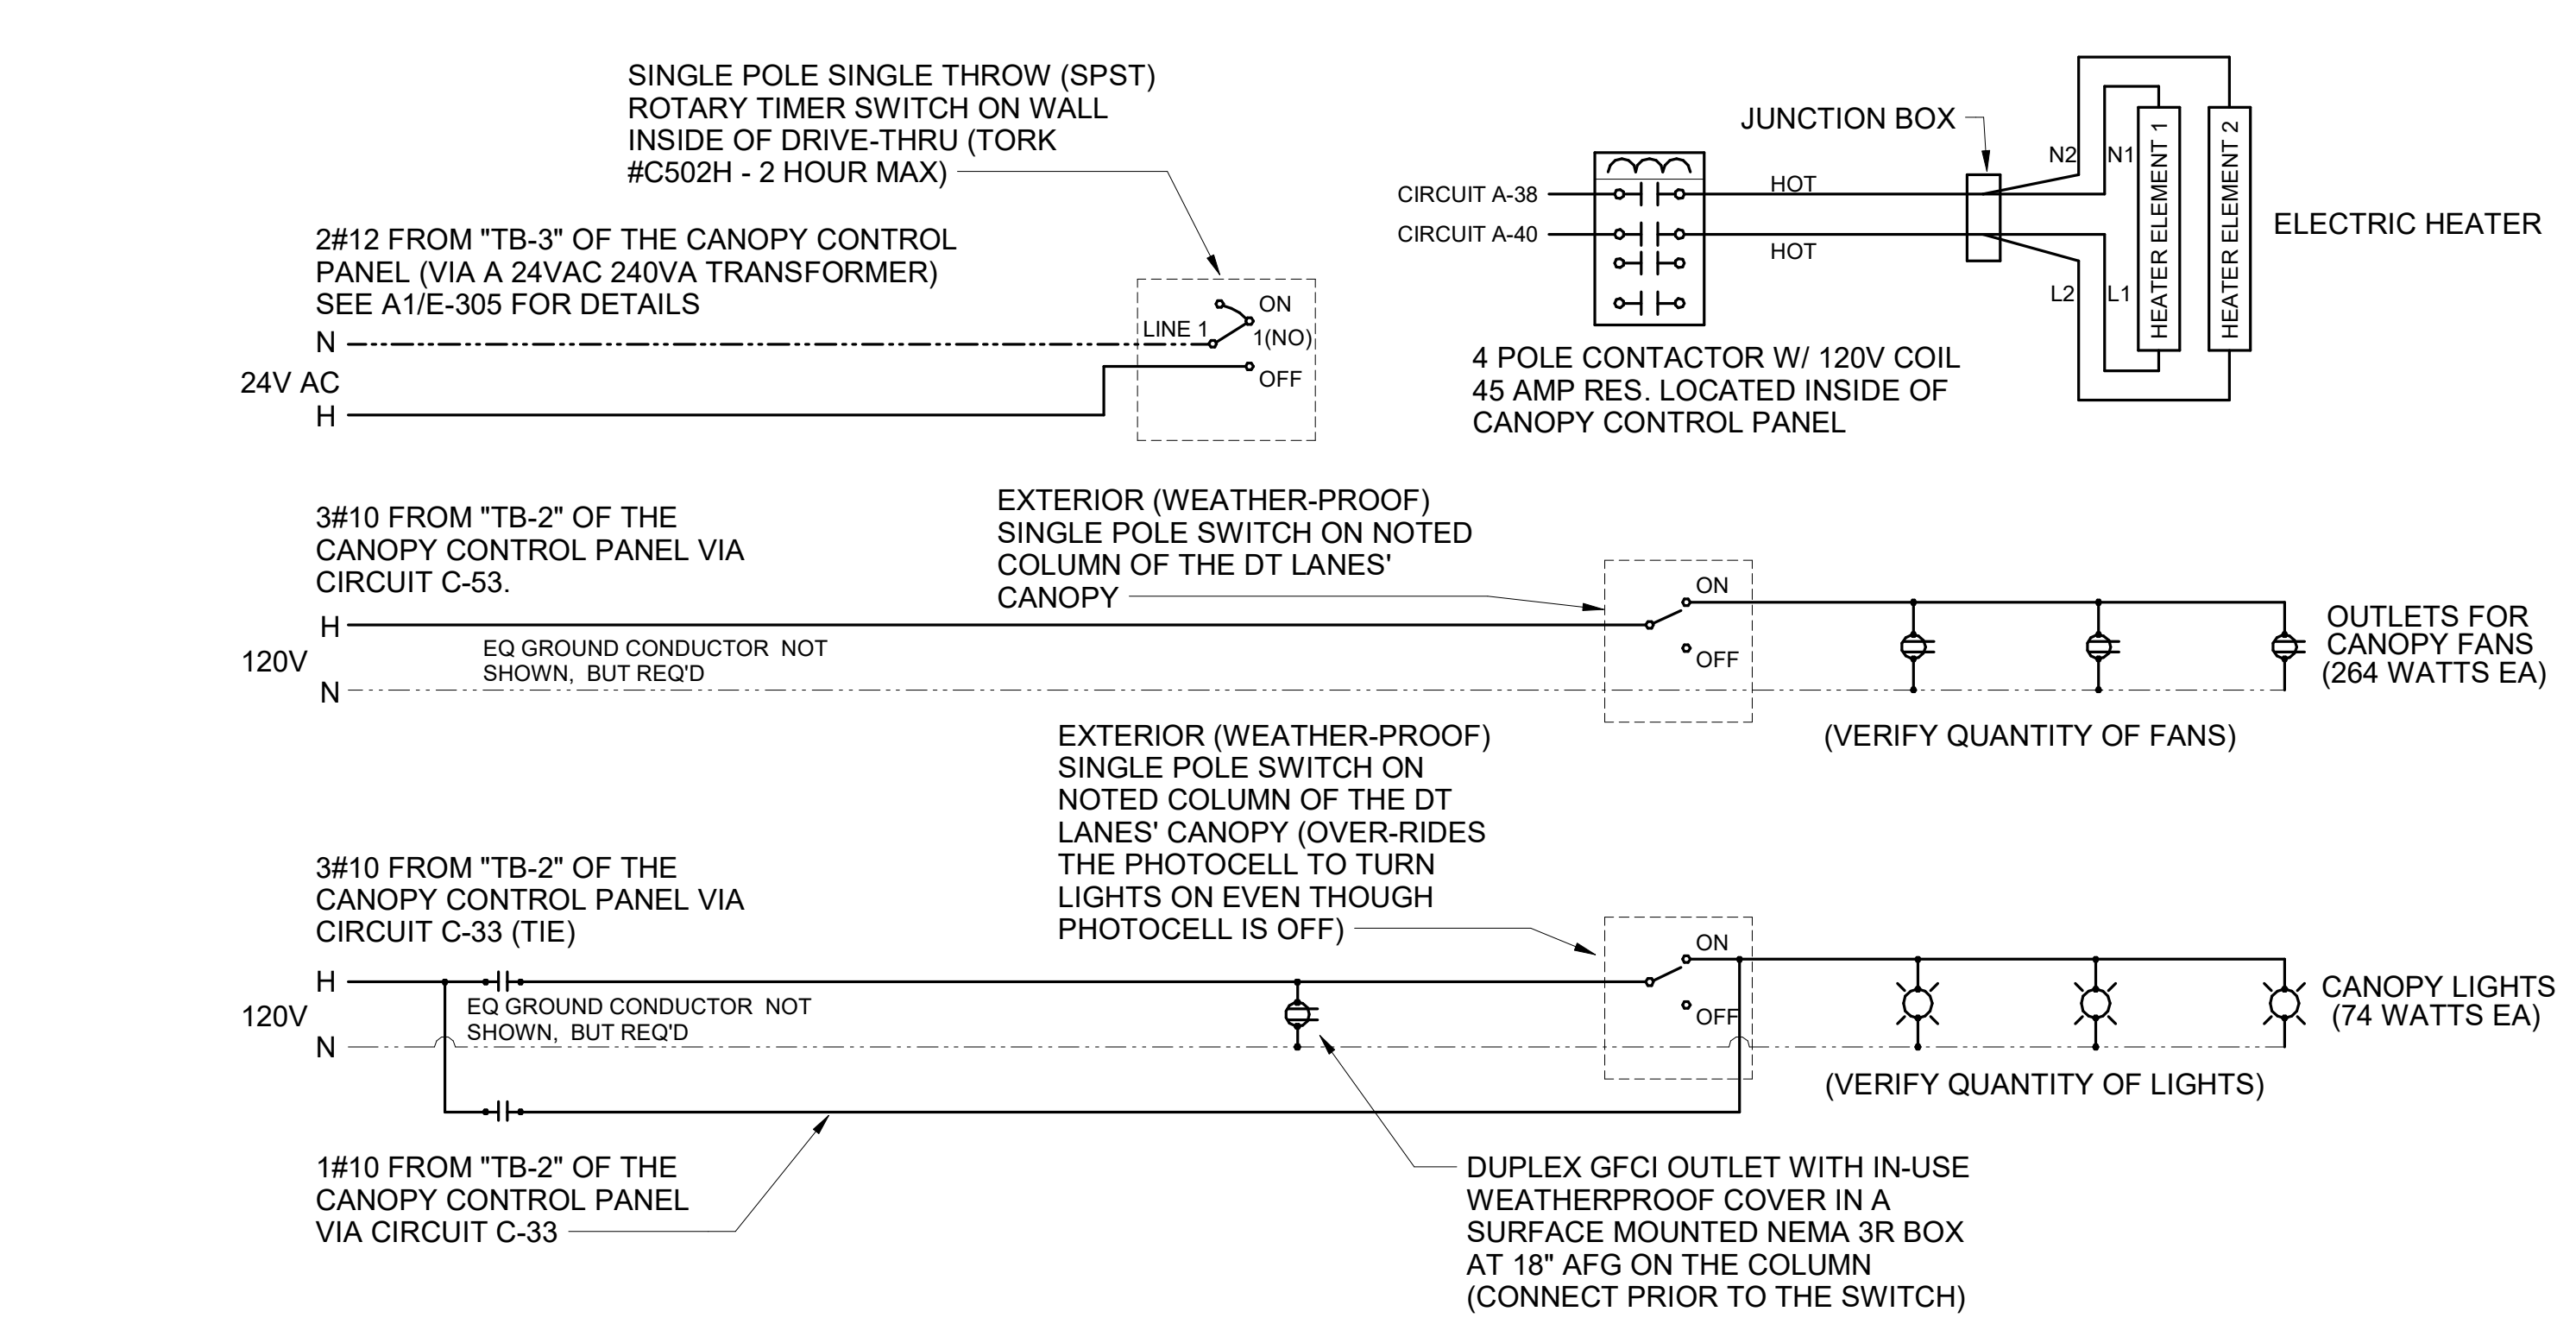 SINGLE POLE SINGLE THROW (SPST)
ROTARY TIMER SWITCH ON WALL
INSIDE OF DRIVE-THRU (TORK
#C502H - 2 HOUR MAX)
2#12 FROM "TB-3" OF THE CANOPY CONTROL
PANEL (VIA A 24VAC 240VA TRANSFORMER)
SEE A1/E-305 FOR DETAILS
N
24V AC
H
LINE 1
ON
1(NO)
OFF
JUNCTION BOX
CIRCUIT A-38
CIRCUIT A-40
HOT
HOT
N2
N1
L2
L1
HEATER ELEMENT 1
HEATER ELEMENT 2
ELECTRIC HEATER
4 POLE CONTACTOR W/ 120V COIL
45 AMP RES. LOCATED INSIDE OF
CANOPY CONTROL PANEL
3#10 FROM "TB-2" OF THE
CANOPY CONTROL PANEL VIA
CIRCUIT C-53.
H
120V
N
EQ GROUND CONDUCTOR NOT
SHOWN, BUT REQ'D
EXTERIOR (WEATHER-PROOF)
SINGLE POLE SWITCH ON NOTED
COLUMN OF THE DT LANES'
CANOPY
ON
OFF
OUTLETS FOR
CANOPY FANS
(264 WATTS EA)
(VERIFY QUANTITY OF FANS)
EXTERIOR (WEATHER-PROOF)
SINGLE POLE SWITCH ON
NOTED COLUMN OF THE DT
LANES' CANOPY (OVER-RIDES
THE PHOTOCELL TO TURN
LIGHTS ON EVEN THOUGH
PHOTOCELL IS OFF)
3#10 FROM "TB-2" OF THE
CANOPY CONTROL PANEL VIA
CIRCUIT C-33 (TIE)
H
120V
N
EQ GROUND CONDUCTOR NOT
SHOWN, BUT REQ'D
ON
OFF
CANOPY LIGHTS
(74 WATTS EA)
(VERIFY QUANTITY OF LIGHTS)
1#10 FROM "TB-2" OF THE
CANOPY CONTROL PANEL
VIA CIRCUIT C-33
DUPLEX GFCI OUTLET WITH IN-USE
WEATHERPROOF COVER IN A
SURFACE MOUNTED NEMA 3R BOX
AT 18" AFG ON THE COLUMN
(CONNECT PRIOR TO THE SWITCH)